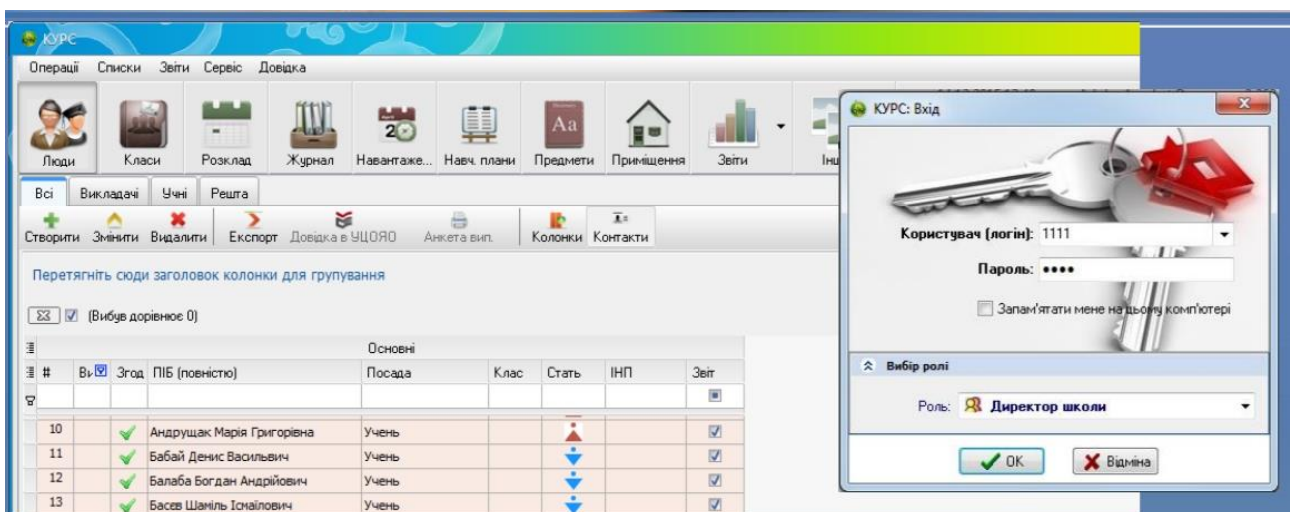 КУРС
Операції Списки Звіти Сервіс Довідка
Люди Класи Розклад Журнал Навантаже... Навч. плани Предмети Приміщення Звіти
Всі Викладачі Учні Решта
Створити Змінити Видалити Експорт Довідка в УЦОЯО Анкета вип. Колонки Контакти
Перетягніть сюди заголовок колонки для групування
(Вибув дорівнює 0)
Основні
# Ви Згод ПІБ (повністю) Посада Клас Стать ІНП Звіт
10 Андрущак Марія Григорівна Учень
11 Бабай Денис Васильвич Учень
12 Балаба Богдан Андрійович Учень
13 Басєв Шаміль Ісмаїлович Учень
КУРС: Вхід
Користувач (логін): 1111
Пароль: ••••
Запам'ятати мене на цьому комп'ютері
Вибір ролі
Роль: Директор школи
OK Відміна